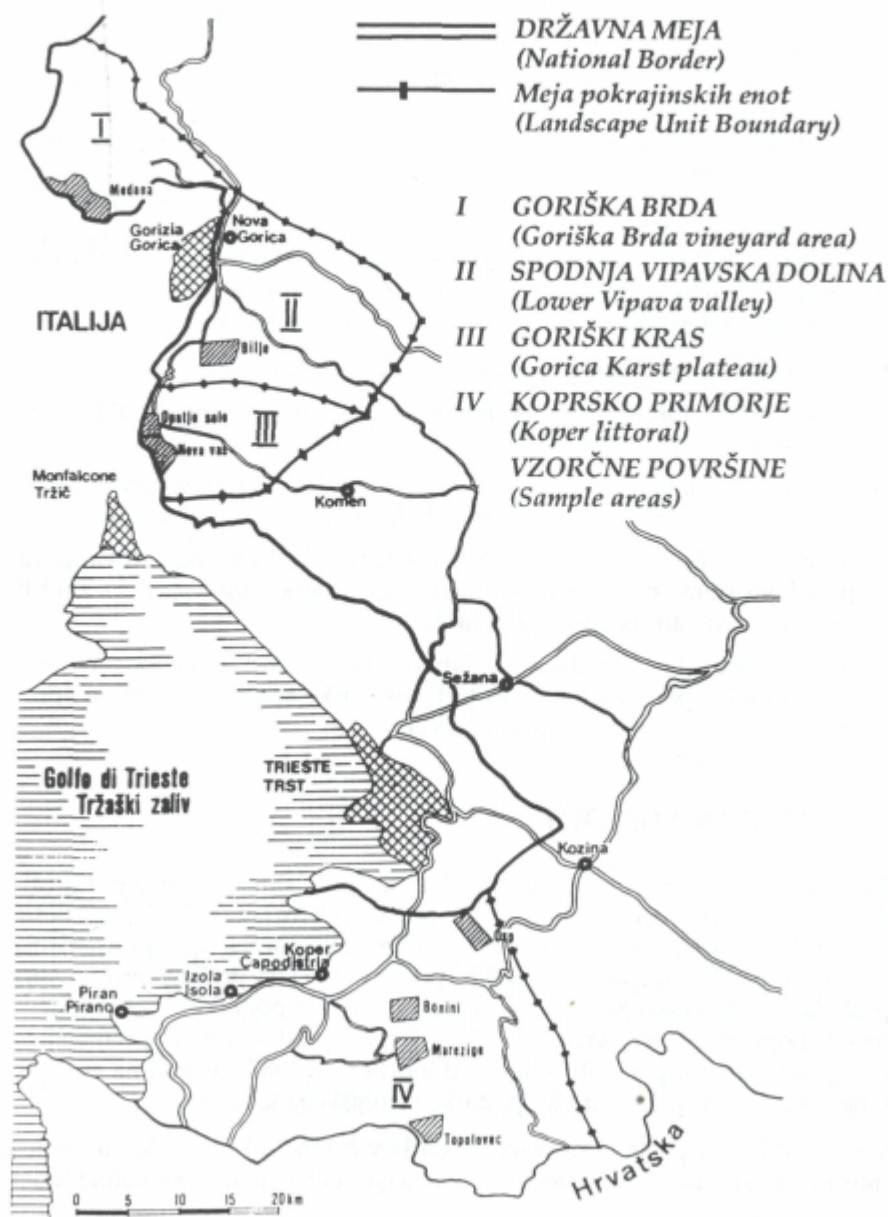 DRŽAVNA MEJA
(National Border)
Meja pokrajinskih enot
(Landscape Unit Boundary)
I GORIŠKA BRDA
(Goriška Brda vineyard area)
II SPODNJA VIPAVSKA DOLINA
(Lower Vipava valley)
III GORIŠKI KRAS
(Gorica Karst plateau)
IV KOPRSKO PRIMORJE
(Koper littoral)
VZORČNE POVRŠINE
(Sample areas)
I
Medana
Gorizia
Gorica
Nova
Gorica
ITALIJA
II
Bilje
Opatje selo
III
Nova vas
Monfalcone
Tržič
Komen
Sežana
Golfo di Trieste
Tržaški zaliv
TRIESTE
TRST
Kozina
Osp
Koper
Capodistria
Izola
Isola
Piran
Pirano
Bonini
Marezige
IV
Topolovec
Hrvatska
0 5 10 15 20 km